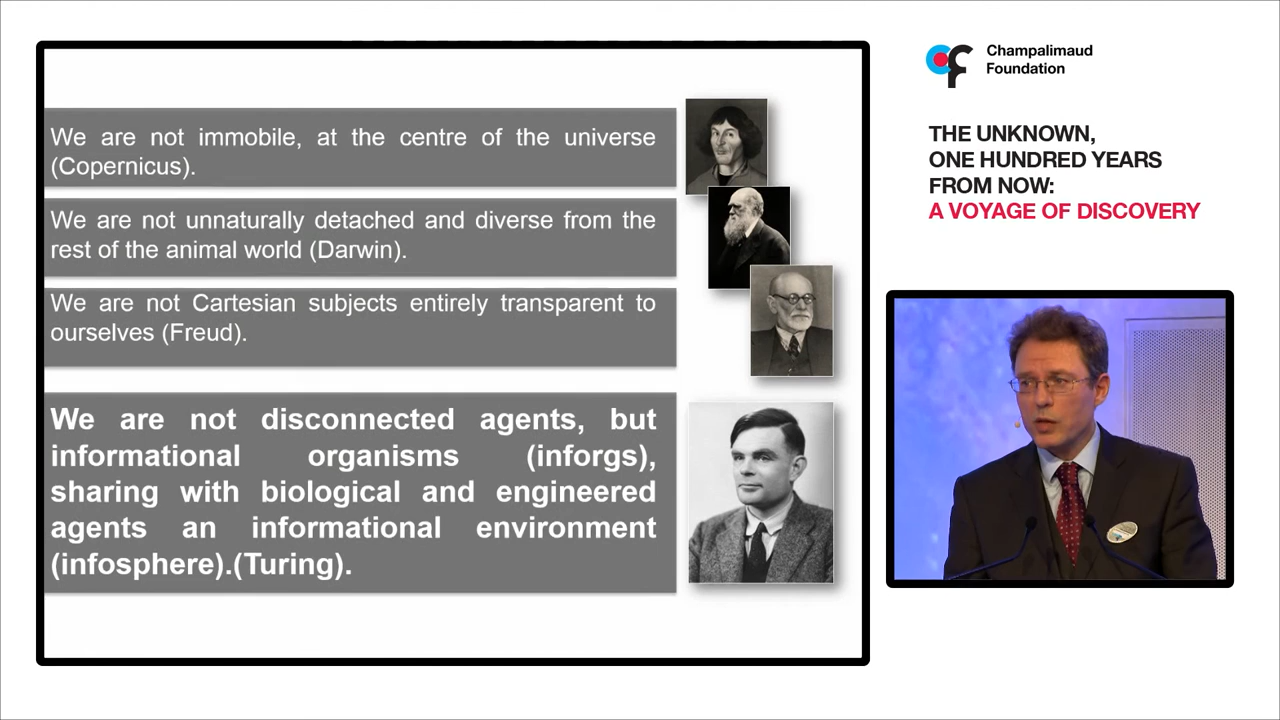 We are not immobile, at the centre of the universe
(Copernicus).
We are not unnaturally detached and diverse from the
rest of the animal world (Darwin).
We are not Cartesian subjects entirely transparent to
ourselves (Freud).
We are not disconnected agents, but
informational organisms (inforgs),
sharing with biological and engineered
agents an informational environment
(infosphere).(Turing).
Champalimaud
Foundation
THE UNKNOWN,
ONE HUNDRED YEARS
FROM NOW:
A VOYAGE OF DISCOVERY